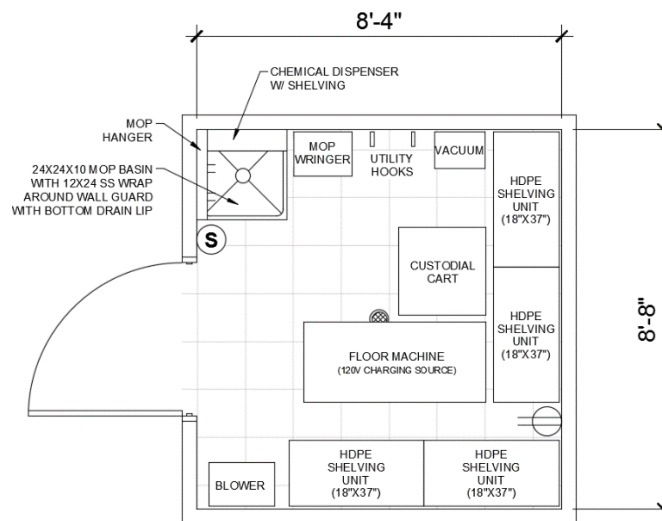 8'-4"
CHEMICAL DISPENSER
W/ SHELVING
MOP
HANGER
24X24X10 MOP BASIN
WITH 12X24 SS WRAP
AROUND WALL GUARD
WITH BOTTOM DRAIN LIP
MOP
WRINGER
UTILITY
HOOKS
VACUUM
HDPE
SHELVING
UNIT
(18"X37")
S
CUSTODIAL
CART
HDPE
SHELVING
UNIT
(18"X37")
8'-8"
FLOOR MACHINE
(120V CHARGING SOURCE)
BLOWER
HDPE
SHELVING
UNIT
(18"X37")
HDPE
SHELVING
UNIT
(18"X37")